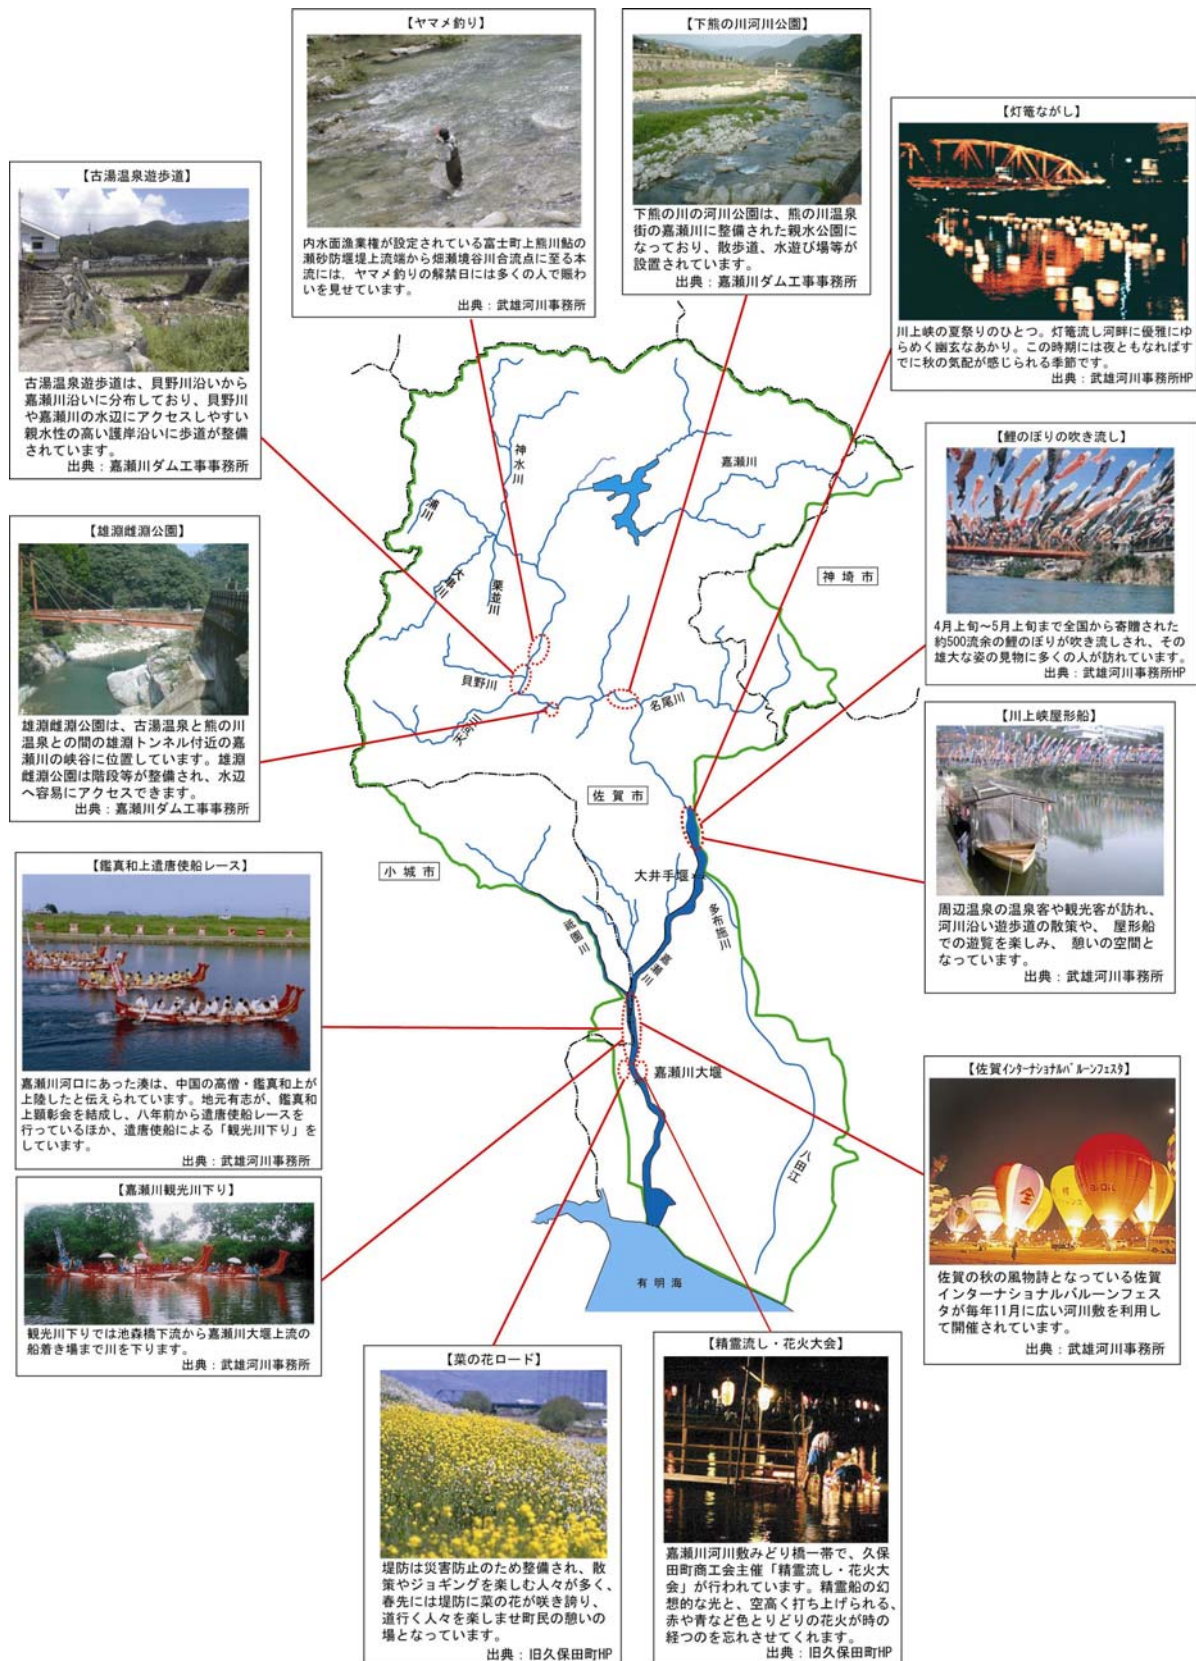 【ヤマメ釣り】
内水面漁業権が設定されている富士町上熊川鮎の
瀬砂防堰堤上流端から畑瀬境谷川合流点に至る本
流には、ヤマメ釣りの解禁日には多くの人で賑わ
いを見せています。
出典：武雄河川事務所
【下熊の川河川公園】
下熊の川の河川公園は、熊の川温泉
街の嘉瀬川に整備された親水公園に
なっており、散歩道、水遊び場等が
設置されています。
出典：嘉瀬川ダム工事事務所
【灯篭ながし】
川上峡の夏祭りのひとつ。灯篭流し河畔に優雅にゆ
らめく幽玄なあかり。この時期には夜ともなればす
でに秋の気配が感じられる季節です。
出典：武雄河川事務所HP
【古湯温泉遊歩道】
古湯温泉遊歩道は、貝野川沿いから
嘉瀬川沿いに分布しており、貝野川
や嘉瀬川の水辺にアクセスしやすい
親水性の高い護岸沿いに歩道が整備
されています。
出典：嘉瀬川ダム工事事務所
【鯉のぼりの吹き流し】
4月上旬～5月上旬まで全国から寄贈された
約500流余の鯉のぼりが吹き流しされ、その
雄大な姿の見物に多くの人が訪れています。
出典：武雄河川事務所HP
【雄淵雌淵公園】
雄淵雌淵公園は、古湯温泉と熊の川
温泉との間の雄淵トンネル付近の嘉
瀬川の峡谷に位置しています。雄淵
雌淵公園は階段等が整備され、水辺
へ容易にアクセスできます。
出典：嘉瀬川ダム工事事務所
【川上峡屋形船】
周辺温泉の温泉客や観光客が訪れ、
河川沿い遊歩道の散策や、屋形船
での遊覧を楽しみ、憩いの空間と
なっています。
出典：武雄河川事務所
神水川
嘉瀬川
浦川
大串川
栗並川
神埼市
貝野川
天河川
名尾川
佐賀市
小城市
大井手堰
多布施川
祇園川
嘉瀬川
嘉瀬川大堰
八田江
有明海
【鑑真和上遣唐使船レース】
嘉瀬川河口にあった湊は、中国の高僧・鑑真和上が
上陸したと伝えられています。地元有志が、鑑真和
上顕彰会を結成し、八年前から遣唐使船レースを
行っているほか、遣唐使船による「観光川下り」を
しています。
出典：武雄河川事務所
【嘉瀬川観光川下り】
観光川下りでは池森橋下流から嘉瀬川大堰上流の
船着き場まで川を下ります。
出典：武雄河川事務所
【佐賀インターナショナルバルーンフェスタ】
佐賀の秋の風物詩となっている佐賀
インターナショナルバルーンフェス
タが毎年11月に広い河川敷を利用し
て開催されています。
出典：武雄河川事務所
【菜の花ロード】
堤防は災害防止のため整備され、散
策やジョギングを楽しむ人々が多く、
春先には堤防に菜の花が咲き誇り、
道行く人々を楽しませ町民の憩いの
場となっています。
出典：旧久保田町HP
【精霊流し・花火大会】
嘉瀬川河川敷みどり橋一帯で、久保
田町商工会主催「精霊流し・花火大
会」が行われています。精霊船の幻
想的な光と、空高く打ち上げられる、
赤や青など色とりどりの花火が時の
経つのを忘れさせてくれます。
出典：旧久保田町HP